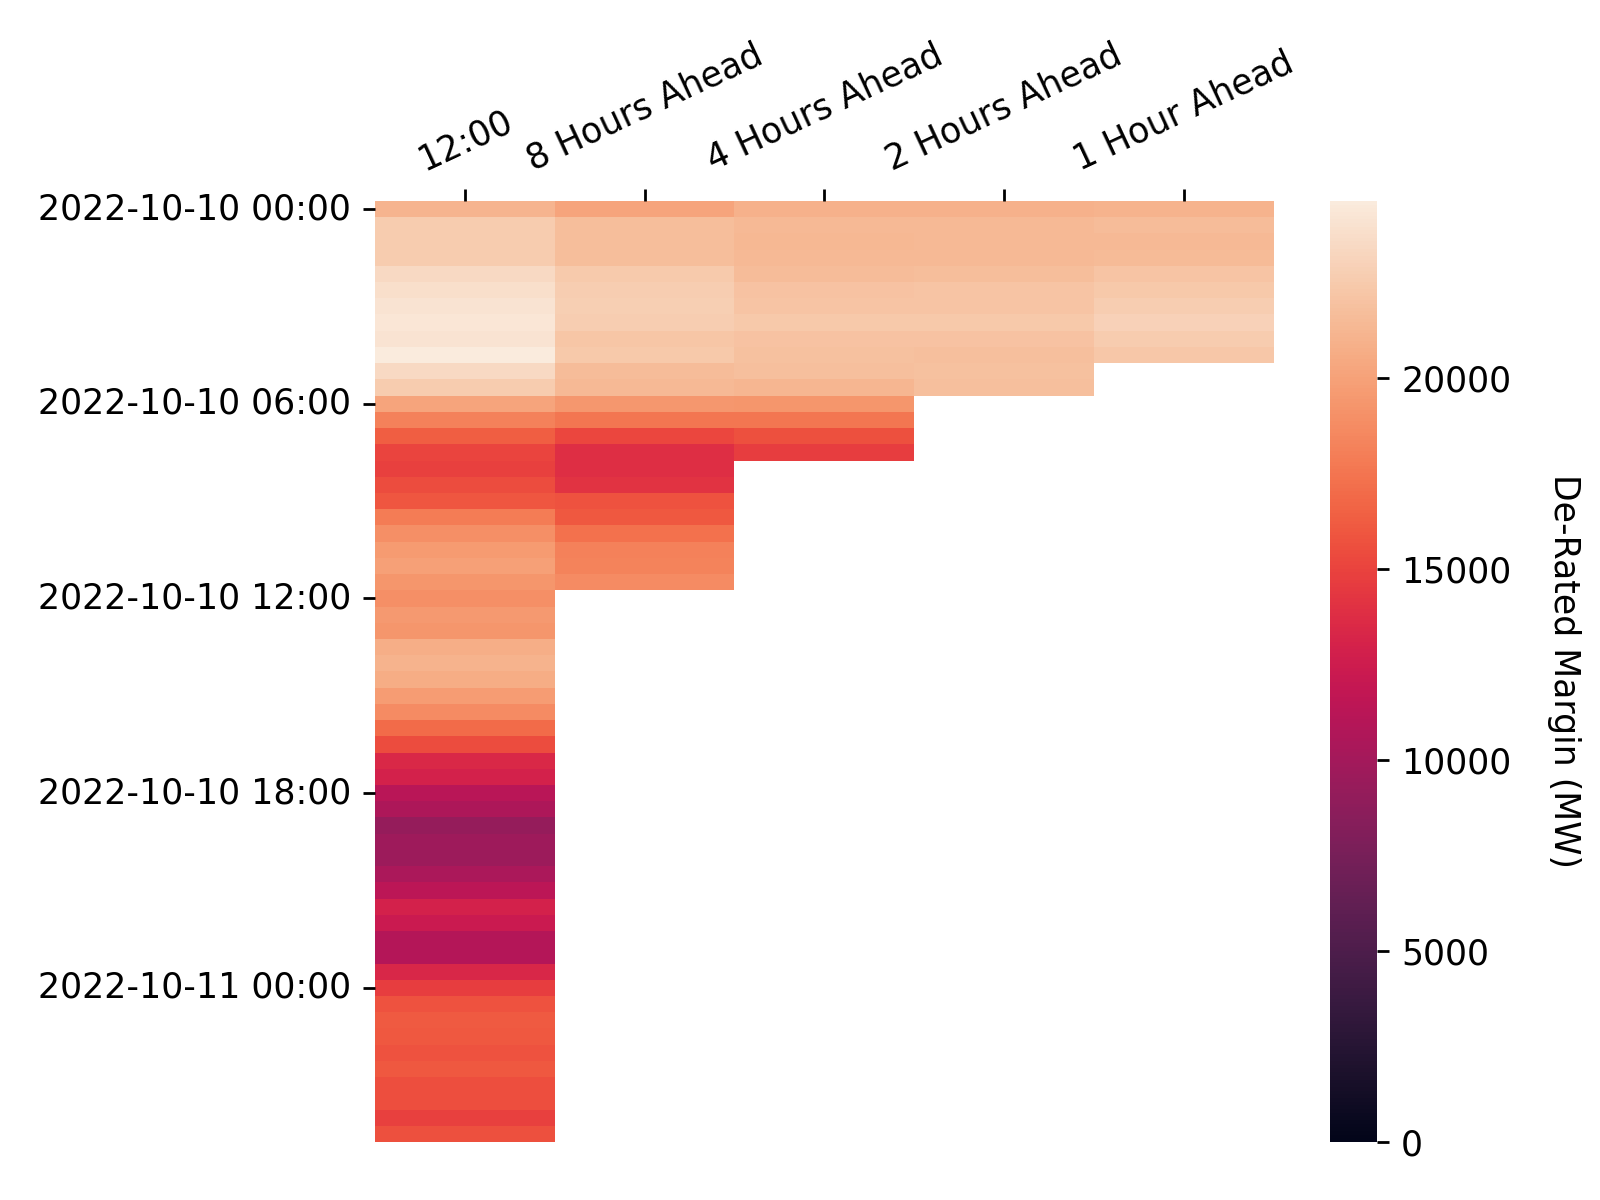 12:00
8 Hours Ahead
4 Hours Ahead
2 Hours Ahead
1 Hour Ahead
2022-10-10 00:00
2022-10-10 06:00
2022-10-10 12:00
2022-10-10 18:00
2022-10-11 00:00
20000
15000
10000
5000
0
De-Rated Margin (MW)